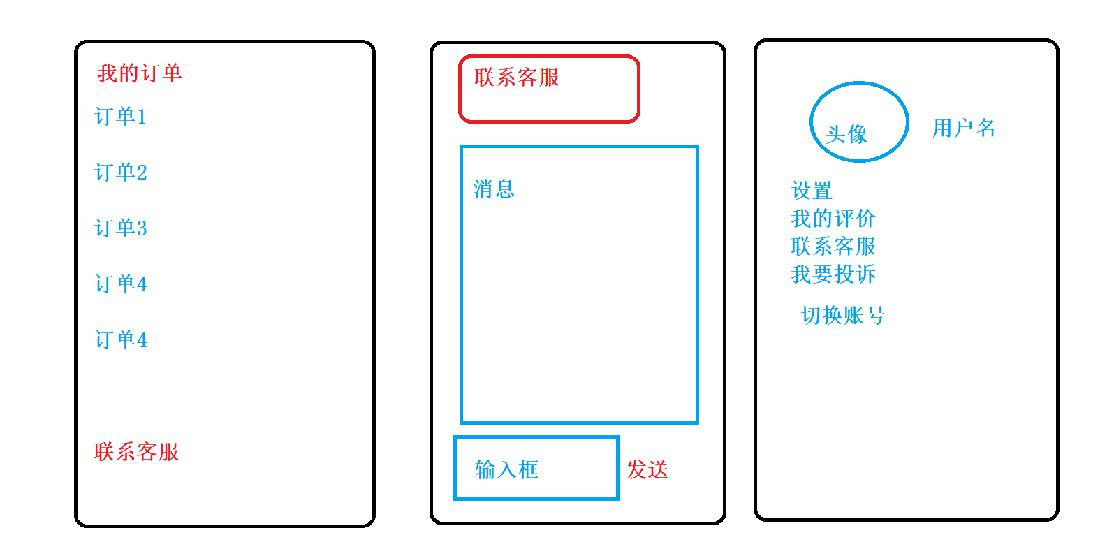 我的订单
订单1
订单2
订单3
订单4
订单4
联系客服
联系客服
消息
输入框
发送
头像
用户名
设置
我的评价
联系客服
我要投诉
切换账号